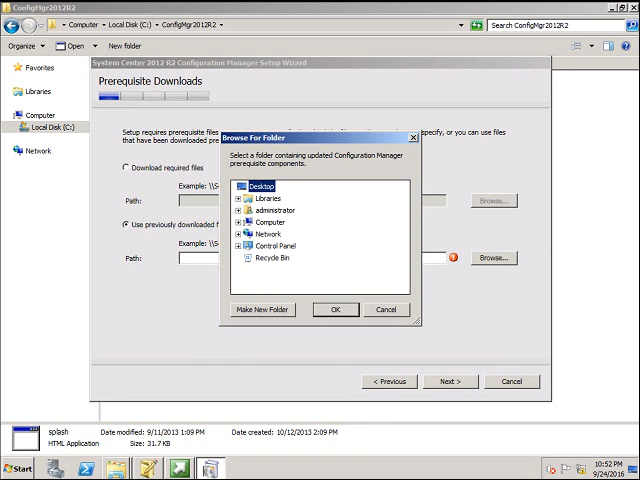 ConfigMgr2012R2
Computer ▸ Local Disk (C:) ▸ ConfigMgr2012R2
Search ConfigMgr2012R2
Organize
Open
New folder
Favorites
Libraries
Computer
Local Disk (C:)
Network
System Center 2012 R2 Configuration Manager Setup Wizard
Prerequisite Downloads
Setup requires prerequisite files
specify, or you can use files
that have been downloaded pre
Download required files
Example: \\S
Path:
Browse...
Use previously downloaded f
Example: \\S
Path:
Browse...
Browse For Folder
Select a folder containing updated Configuration Manager
prerequisite components.
Desktop
Libraries
administrator
Computer
Network
Control Panel
Recycle Bin
Make New Folder
OK
Cancel
< Previous
Next >
Cancel
splash
Date modified: 9/11/2013 1:09 PM
Date created: 10/12/2013 2:09 PM
HTML Application
Size: 31.7 KB
Start
10:52 PM
9/24/2016